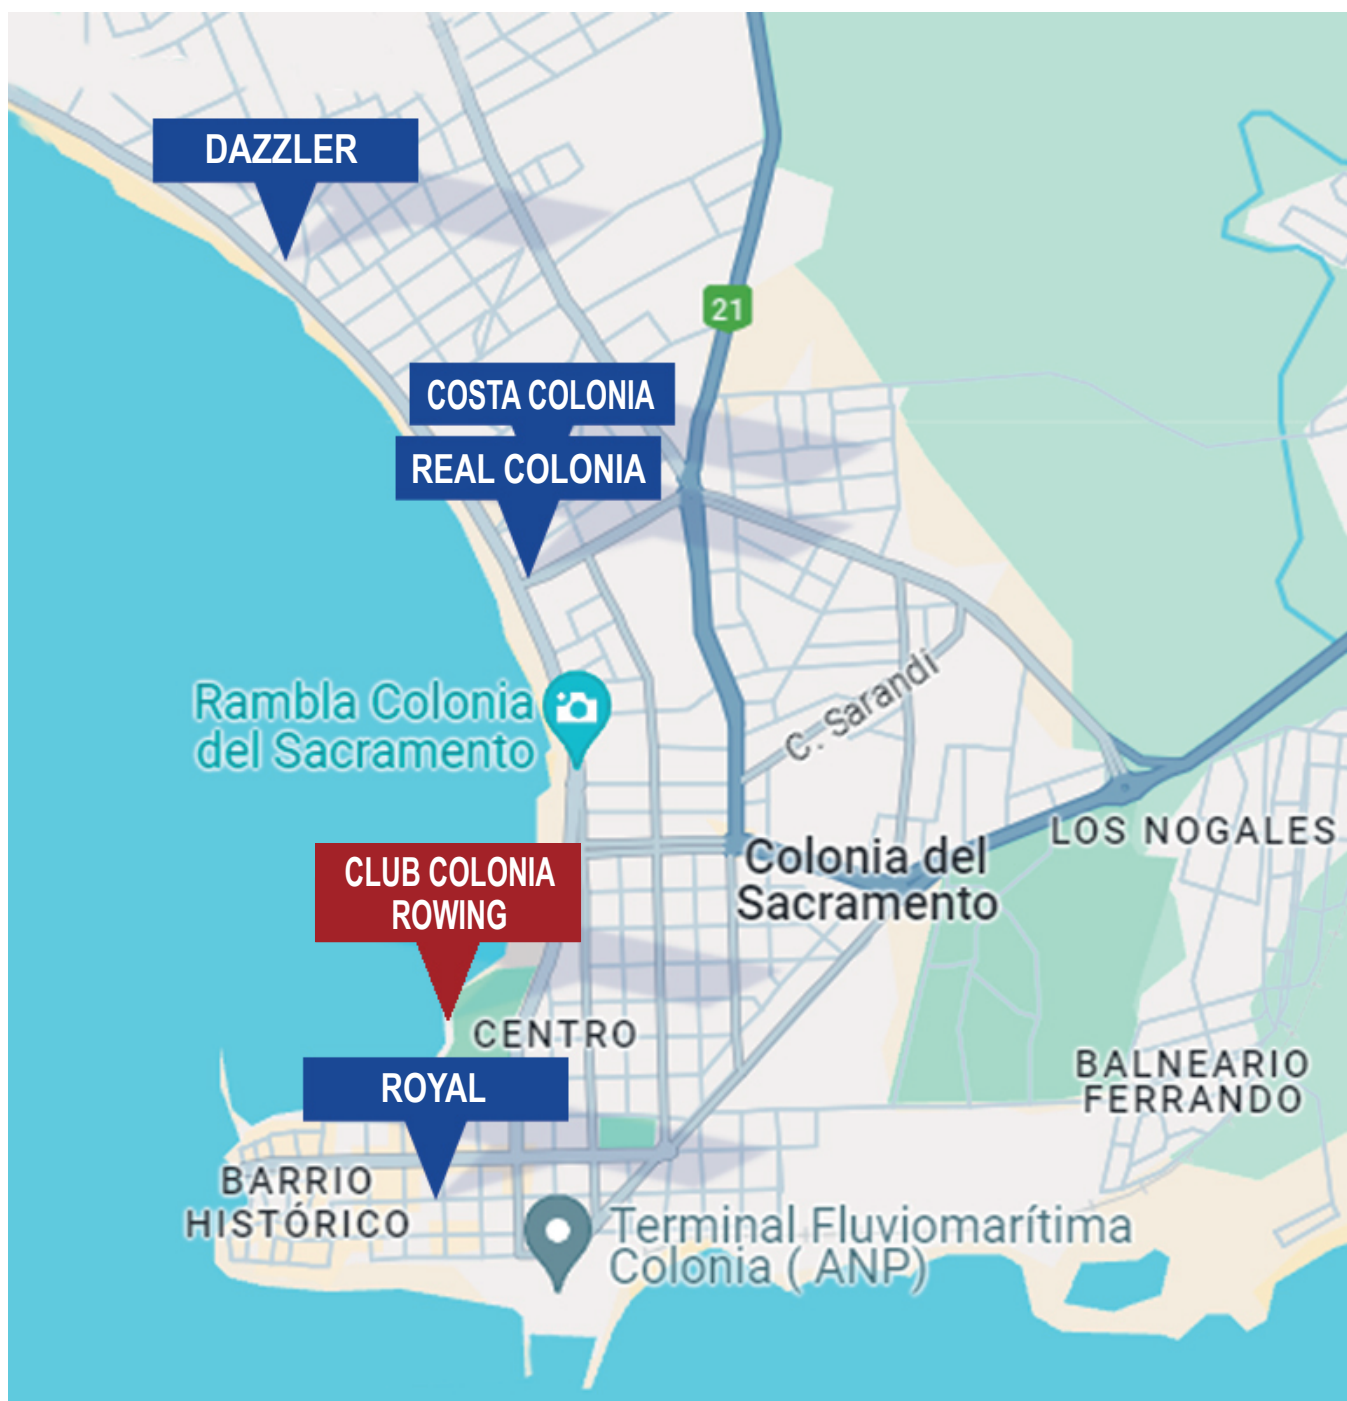 DAZZLER
21
COSTA COLONIA
REAL COLONIA
C. Sarandi
Rambla Colonia
del Sacramento
LOS NOGALES
Colonia del
Sacramento
CLUB COLONIA
ROWING
CENTRO
BALNEARIO
FERRANDO
ROYAL
BARRIO
HISTÓRICO
Terminal Fluviomarítima
Colonia ( ANP)